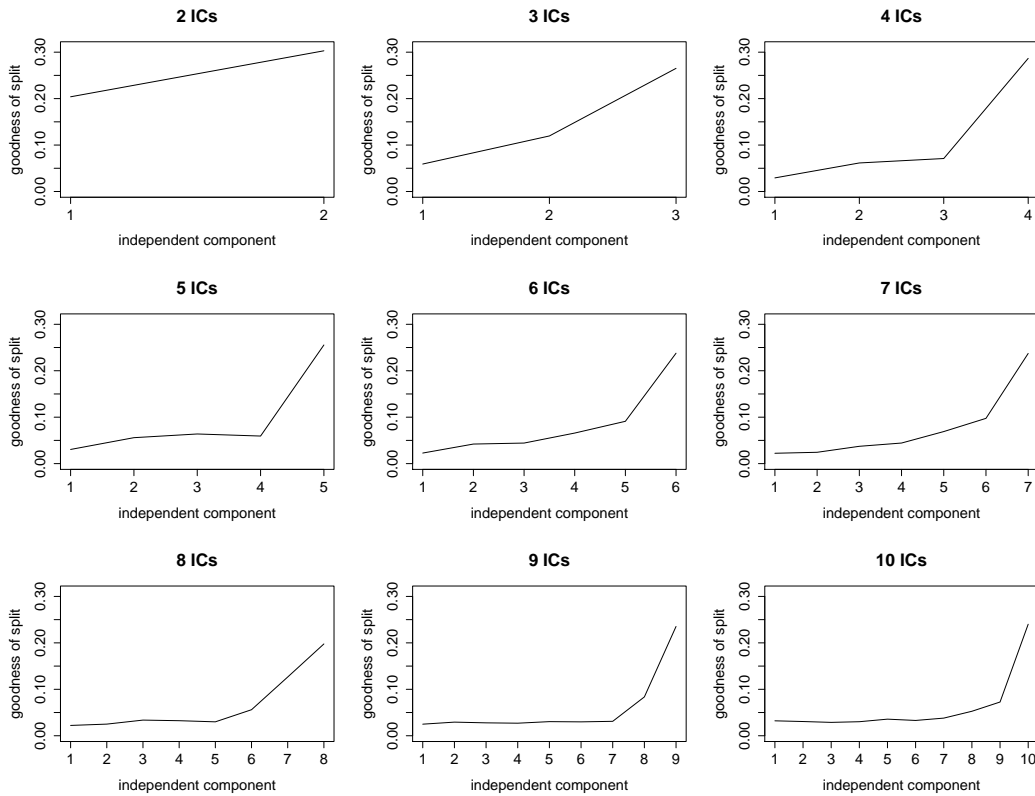 2 ICs
goodness of split
0.00 0.10 0.20 0.30
1 2
independent component
3 ICs
goodness of split
0.00 0.10 0.20 0.30
1 2 3
independent component
4 ICs
goodness of split
0.00 0.10 0.20 0.30
1 2 3 4
independent component
5 ICs
goodness of split
0.00 0.10 0.20 0.30
1 2 3 4 5
independent component
6 ICs
goodness of split
0.00 0.10 0.20 0.30
1 2 3 4 5 6
independent component
7 ICs
goodness of split
0.00 0.10 0.20 0.30
1 2 3 4 5 6 7
independent component
8 ICs
goodness of split
0.00 0.10 0.20 0.30
1 2 3 4 5 6 7 8
independent component
9 ICs
goodness of split
0.00 0.10 0.20 0.30
1 2 3 4 5 6 7 8 9
independent component
10 ICs
goodness of split
0.00 0.10 0.20 0.30
1 2 3 4 5 6 7 8 9 10
independent component